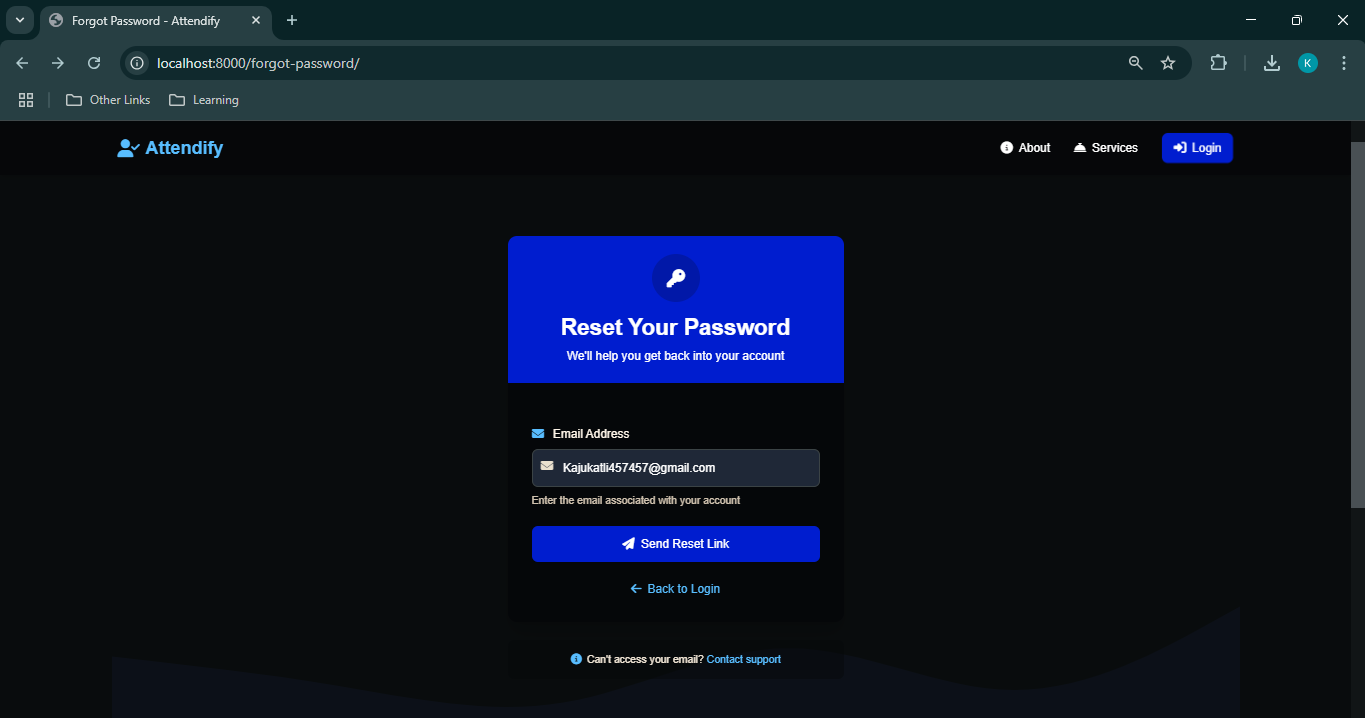 Forgot Password - Attendify
localhost:8000/forgot-password/
K
Other Links
Learning
Attendify
About
Services
Login
Reset Your Password
We'll help you get back into your account
Email Address
Kajukatli457457@gmail.com
Enter the email associated with your account
Send Reset Link
Back to Login
Can't access your email? Contact support